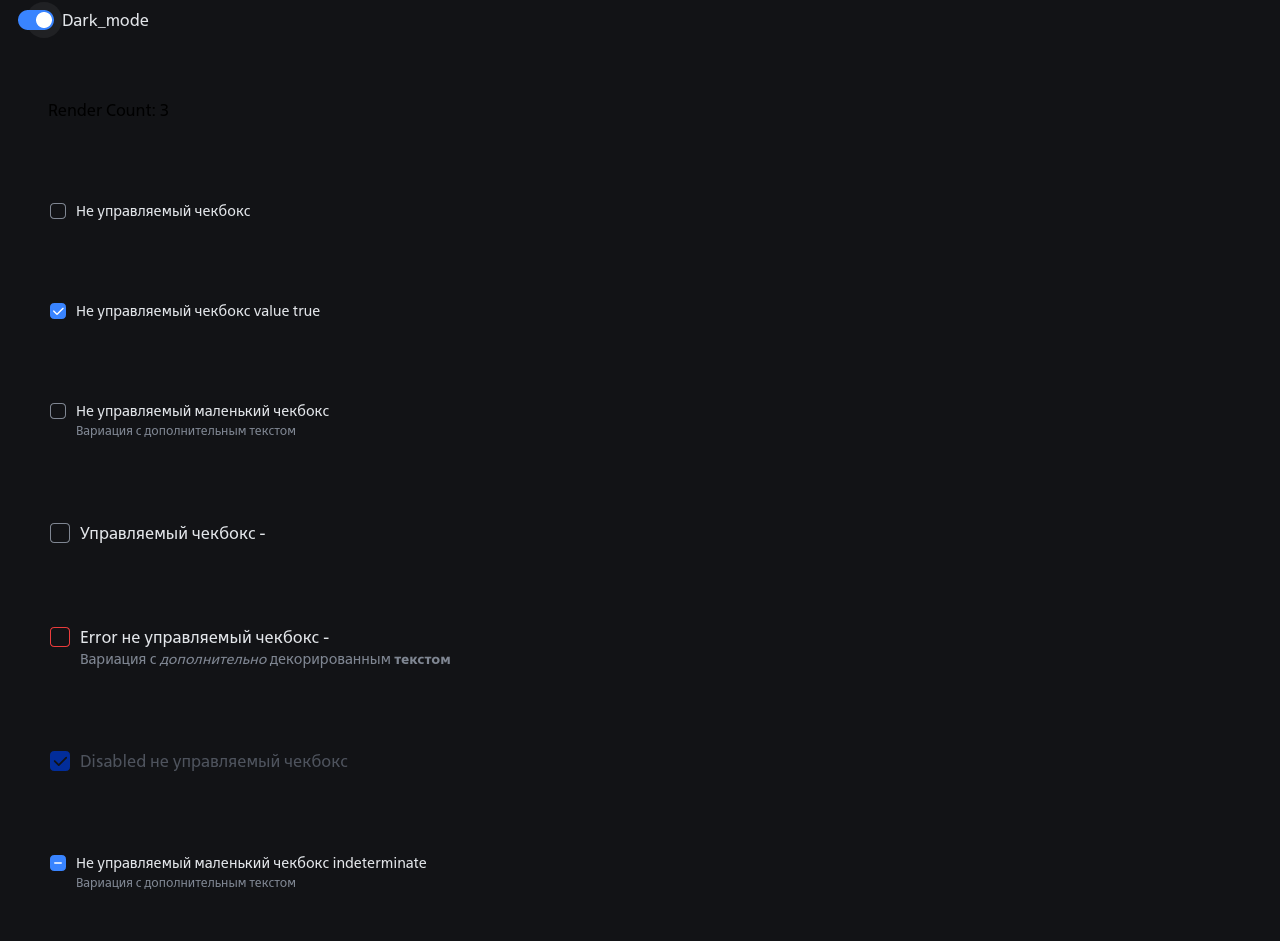 Dark_mode
Render Count: 3
Не управляемый чекбокс
Не управляемый чекбокс value true
Не управляемый маленький чекбокс
Вариация с дополнительным текстом
Управляемый чекбокс -
Error не управляемый чекбокс -
Вариация с дополнительно декорированным текстом
Disabled не управляемый чекбокс
Не управляемый маленький чекбокс indeterminate
Вариация с дополнительным текстом